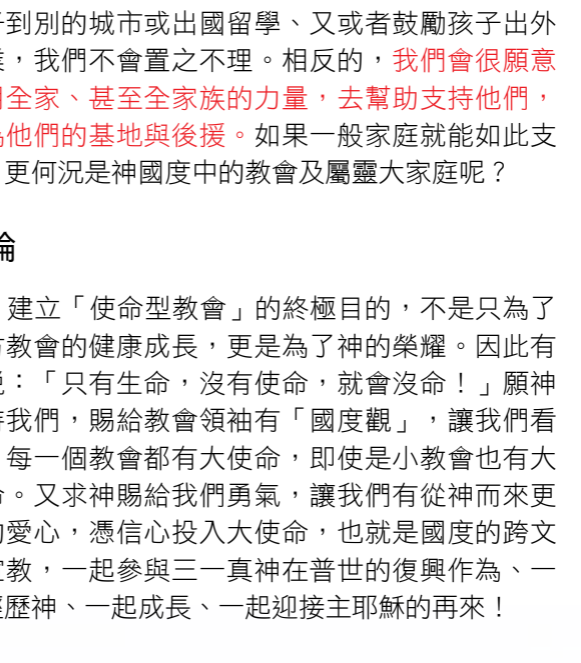 到別的城市或出國留學、又或者鼓勵孩子出外
，我們不會置之不理。相反的，我們會很願意
全家、甚至全家族的力量，去幫助支持他們，
他們的基地與後援。如果一般家庭就能如此支
更何況是神國度中的教會及屬靈大家庭呢？
論
建立「使命型教會」的終極目的，不是只為了
教會的健康成長，更是為了神的榮耀。因此有
：「只有生命，沒有使命，就會沒命！」願神
我們，賜給教會領袖有「國度觀」，讓我們看
每一個教會都有大使命，即使是小教會也有大
。又求神賜給我們勇氣，讓我們有從神而來更
愛心，憑信心投入大使命，也就是國度的跨文
教，一起參與三一真神在普世的復興作為、一
歷神、一起成長、一起迎接主耶穌的再來！